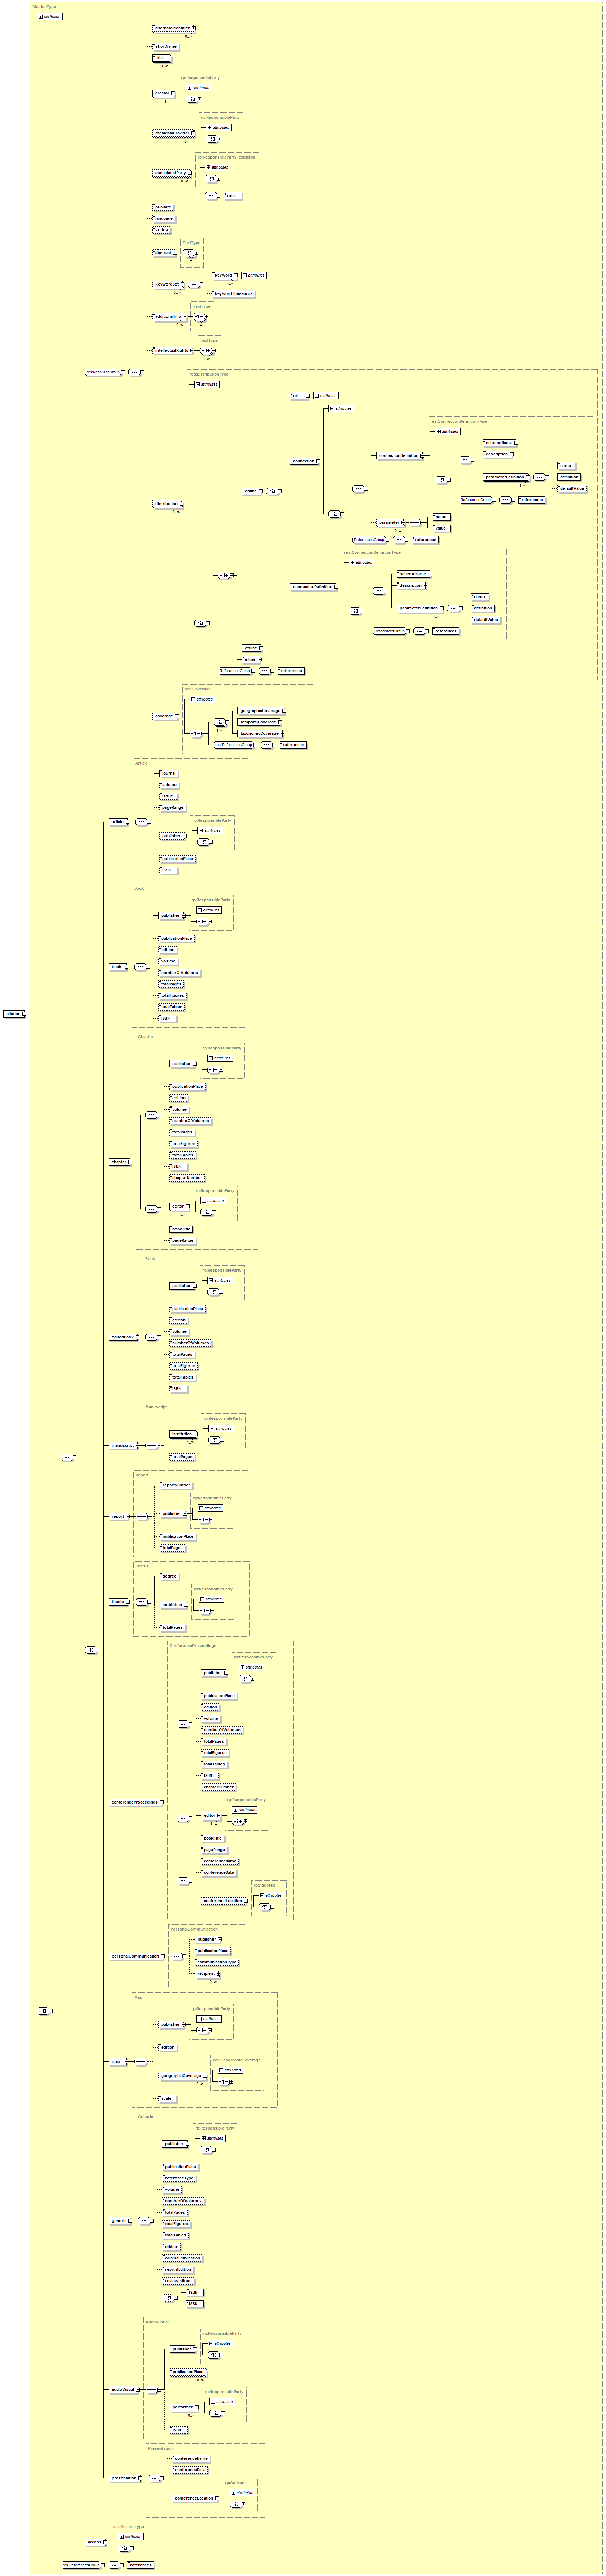 CitationType
attributes
alternateIdentifier
0..∞
shortName
title
1..∞
rp:ResponsibleParty
attributes
creator
1..∞
rp:ResponsibleParty
attributes
metadataProvider
0..∞
rp:ResponsibleParty (extension)
attributes
associatedParty
0..∞
role
pubDate
language
series
TextType
abstract
1..∞
keyword
attributes
1..∞
keywordSet
0..∞
keywordThesaurus
TextType
additionalInfo
0..∞
1..∞
TextType
intellectualRights
1..∞
res:ResourceGroup
res:DistributionType
attributes
url
attributes
attributes
connection
res:ConnectionDefinitionType
attributes
connectionDefinition
schemeName
description
parameterDefinition
1..∞
name
definition
defaultValue
ReferencesGroup
references
parameter
0..∞
name
value
ReferencesGroup
references
online
distribution
0..∞
res:ConnectionDefinitionType
attributes
connectionDefinition
schemeName
description
parameterDefinition
1..∞
name
definition
defaultValue
ReferencesGroup
references
offline
inline
ReferencesGroup
references
cov:Coverage
attributes
coverage
1..∞
geographicCoverage
temporalCoverage
taxonomicCoverage
res:ReferencesGroup
references
Article
journal
volume
issue
pageRange
article
rp:ResponsibleParty
attributes
publisher
publicationPlace
ISSN
Book
rp:ResponsibleParty
attributes
publisher
publicationPlace
edition
volume
book
numberOfVolumes
totalPages
totalFigures
totalTables
ISBN
citation
Chapter
rp:ResponsibleParty
attributes
publisher
publicationPlace
edition
volume
numberOfVolumes
totalPages
totalFigures
totalTables
ISBN
chapter
chapterNumber
rp:ResponsibleParty
attributes
editor
1..∞
bookTitle
pageRange
Book
rp:ResponsibleParty
attributes
publisher
publicationPlace
edition
volume
editedBook
numberOfVolumes
totalPages
totalFigures
totalTables
ISBN
Manuscript
rp:ResponsibleParty
attributes
institution
1..∞
manuscript
totalPages
Report
reportNumber
rp:ResponsibleParty
attributes
publisher
report
publicationPlace
totalPages
Thesis
degree
rp:ResponsibleParty
attributes
thesis
institution
totalPages
ConferenceProceedings
rp:ResponsibleParty
attributes
publisher
publicationPlace
edition
volume
numberOfVolumes
totalPages
totalFigures
totalTables
ISBN
chapterNumber
conferenceProceedings
rp:ResponsibleParty
attributes
editor
1..∞
bookTitle
pageRange
conferenceName
conferenceDate
rp:Address
attributes
conferenceLocation
PersonalCommunication
publisher
publicationPlace
personalCommunication
communicationType
recipient
0..∞
Map
rp:ResponsibleParty
attributes
publisher
edition
map
cov:GeographicCoverage
attributes
geographicCoverage
0..∞
scale
Generic
rp:ResponsibleParty
attributes
publisher
publicationPlace
referenceType
volume
numberOfVolumes
totalPages
generic
totalFigures
totalTables
edition
originalPublication
reprintEdition
reviewedItem
ISBN
ISSN
AudioVisual
rp:ResponsibleParty
attributes
publisher
publicationPlace
0..∞
audioVisual
rp:ResponsibleParty
attributes
performer
0..∞
ISBN
Presentation
conferenceName
conferenceDate
presentation
rp:Address
attributes
conferenceLocation
acc:AccessType
attributes
access
res:ReferencesGroup
references